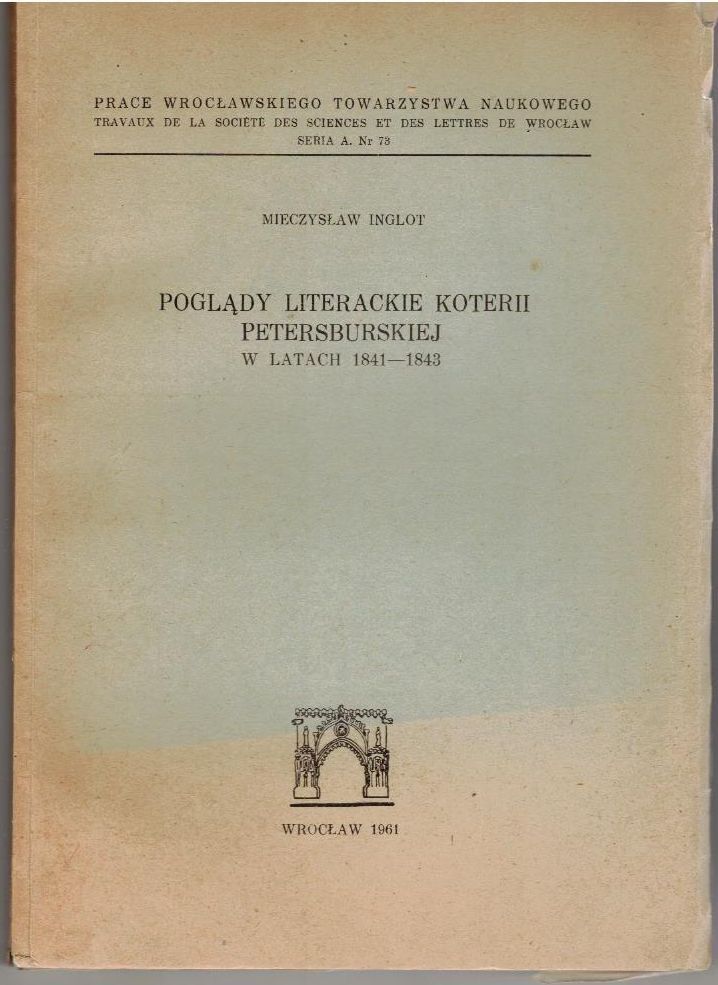 PRACE WROCŁAWSKIEGO TOWARZYSTWA NAUKOWEGO
TRAVAUX DE LA SOCIÉTÉ DES SCIENCES ET DES LETTRES DE WROCŁAW
SERIA A. Nr 73
MIECZYSŁAW INGLOT
POGLĄDY LITERACKIE KOTERII
PETERSBURSKIEJ
W LATACH 1841—1843
WROCŁAW 1961